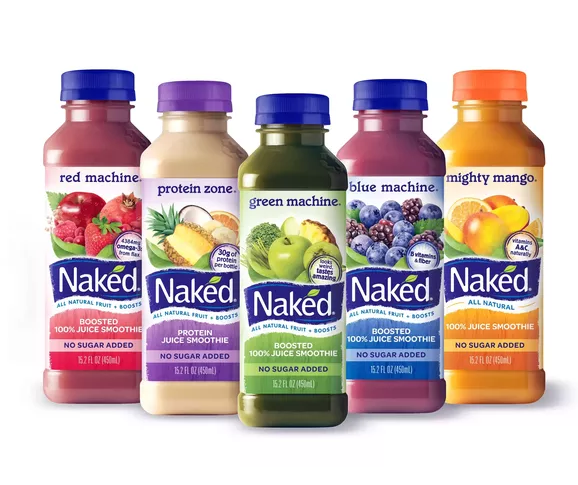 red machine®
4384mg
omega-3s
from flax
Naked
ALL NATURAL FRUIT + BOOSTS
BOOSTED
100% JUICE SMOOTHIE
NO SUGAR ADDED
15.2 FL OZ (450mL)
protein zone®
30g of
protein
per bottle
Naked
ALL NATURAL FRUIT + BOOSTS
PROTEIN
JUICE SMOOTHIE
NO SUGAR ADDED
15.2 FL OZ (450mL)
green machine®
looks
weird,
tastes
amazing
Naked
ALL NATURAL FRUIT + BOOSTS
BOOSTED
100% JUICE SMOOTHIE
NO SUGAR ADDED
15.2 FL OZ (450mL)
blue machine®
vitamins
&fiber
Naked
ALL NATURAL FRUIT + BOOSTS
BOOSTED
100% JUICE SMOOTHIE
NO SUGAR ADDED
15.2 FL OZ (450mL)
mighty mango®
vitamins
A&C,
naturally
Naked
ALL NATURAL
100% JUICE SMOOTHIE
NO SUGAR ADDED
15.2 FL OZ (450mL)